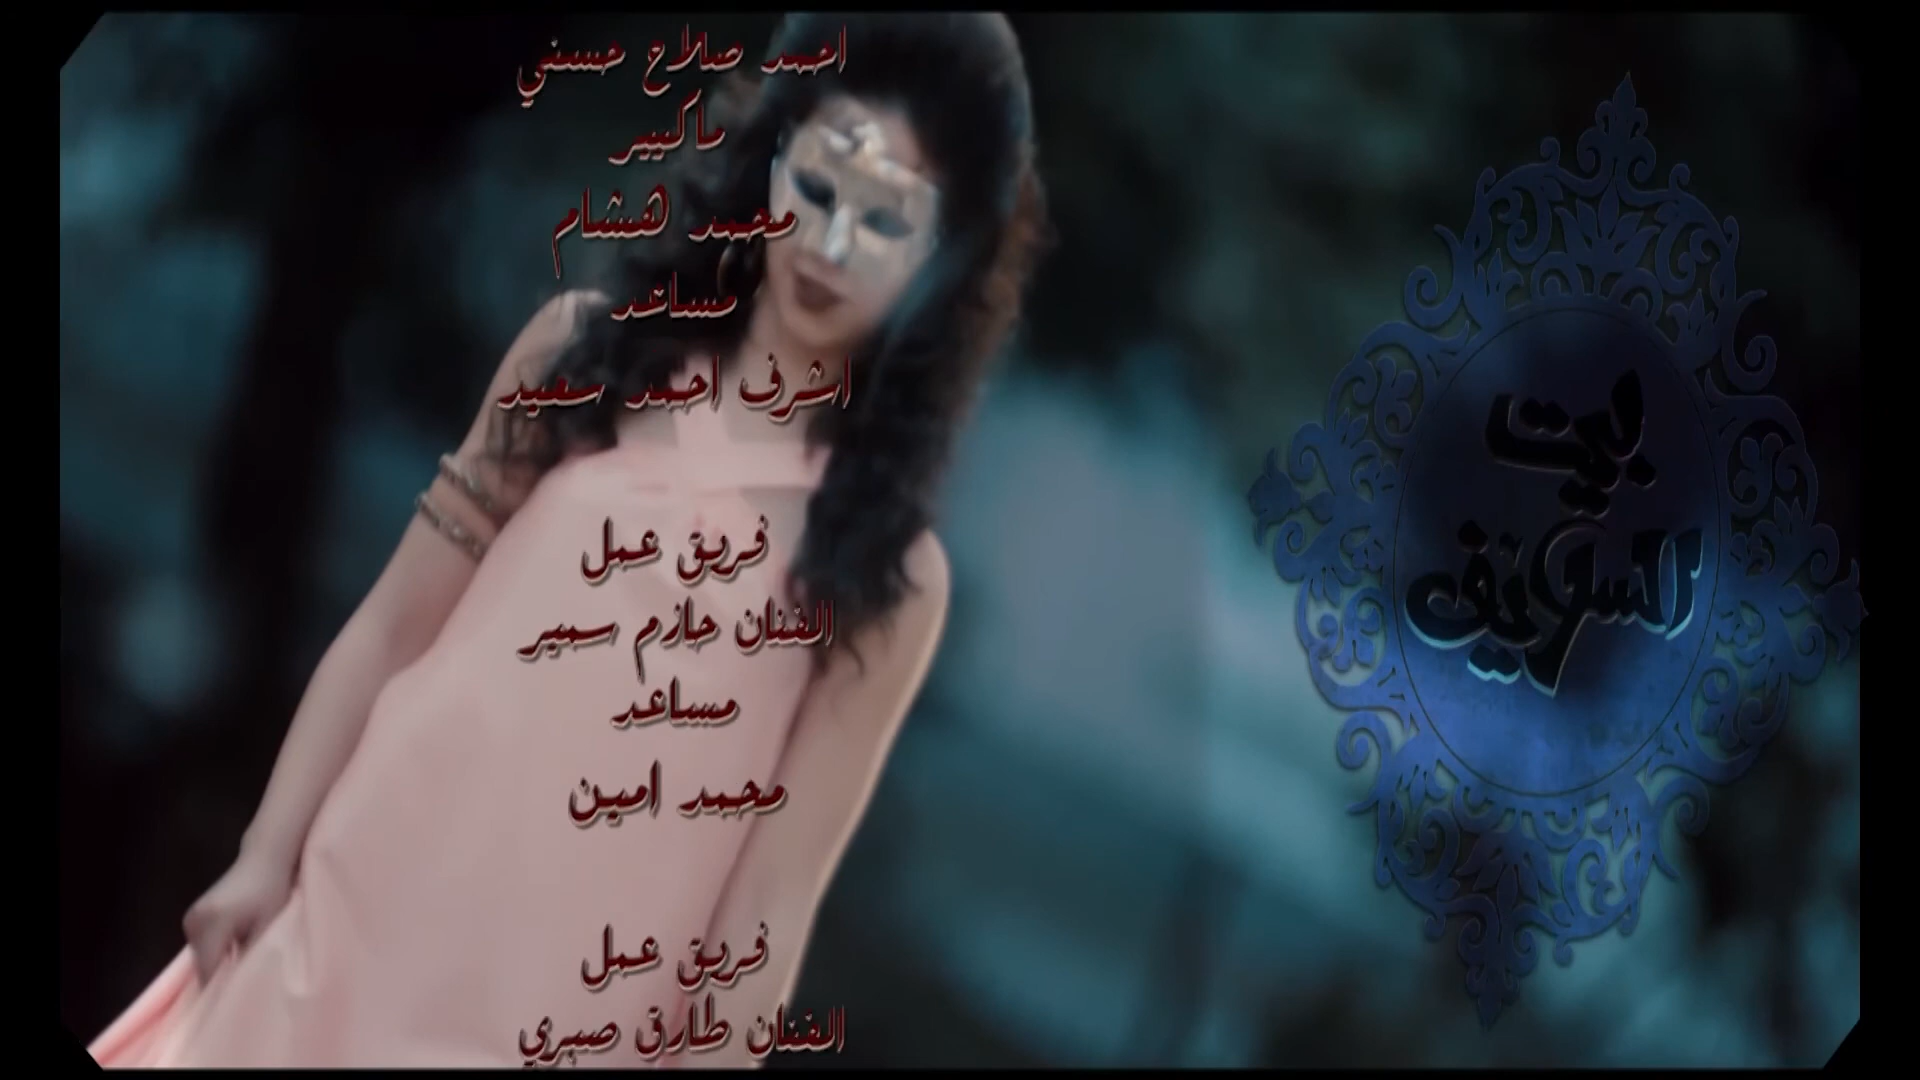 احمد صلاح حسني
ماكيير
محمد هشام
مساعد
اشرف احمد سعيد
فريق عمل
الفنان حازم سمير
مساعد
محمد امين
فريق عمل
الفنان طارق صبري
بيت
السلايف